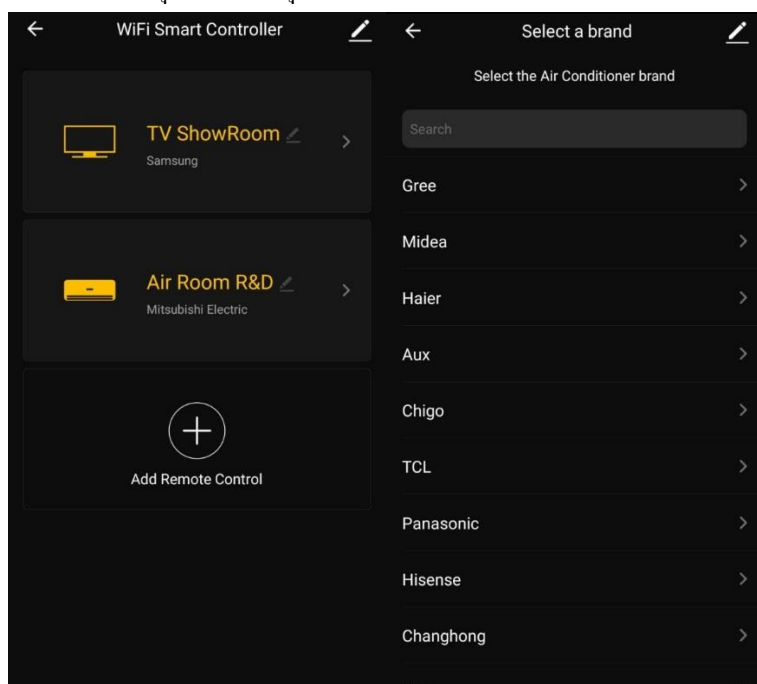 WiFi Smart Controller
TV ShowRoom
Samsung
Air Room R&D
Mitsubishi Electric
Add Remote Control
Select a brand
Select the Air Conditioner brand
Search
Gree
Midea
Haier
Aux
Chigo
TCL
Panasonic
Hisense
Changhong